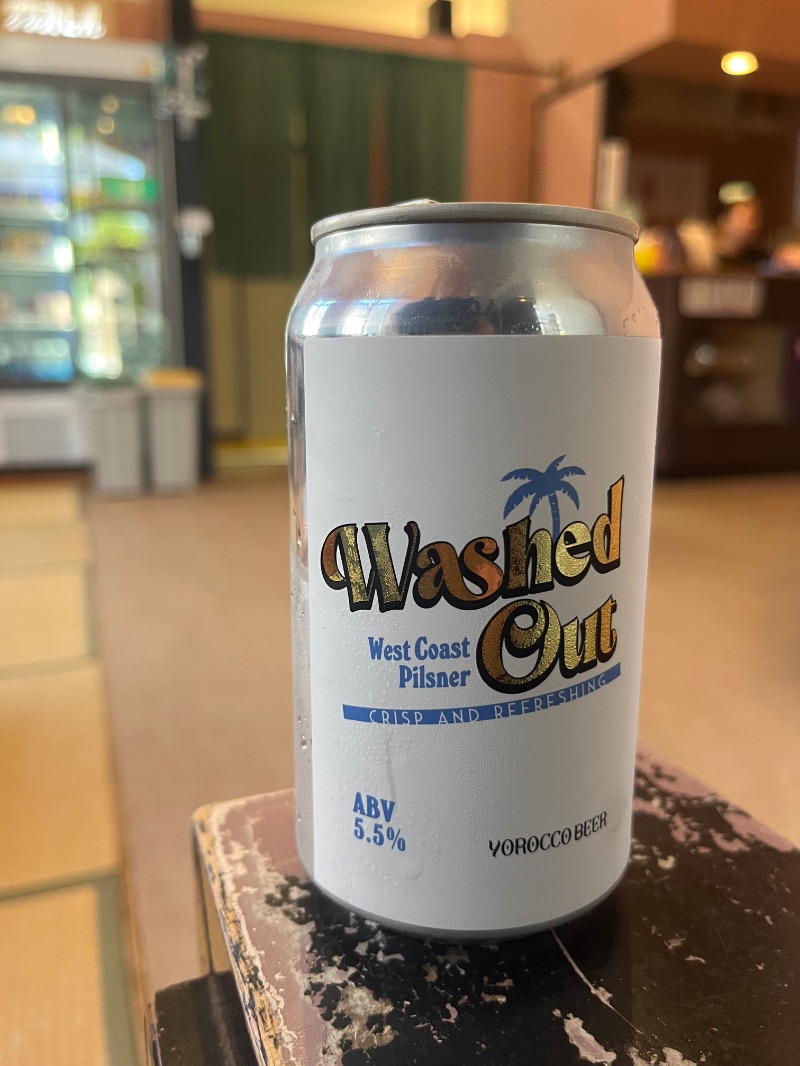 Washed
Out
West Coast
Pilsner
CRISP AND REFRESHING
ABV
5.5%
YOROCCO BEER